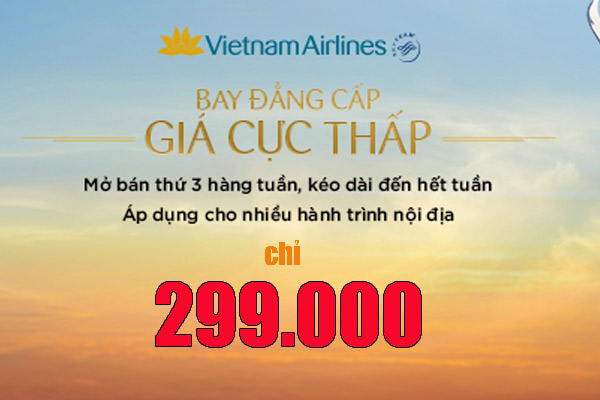 Vietnam Airlines SKYTEAM
BAY ĐẲNG CẤP
GIÁ CỰC THẤP
Mở bán thứ 3 hàng tuần, kéo dài đến hết tuần
Áp dụng cho nhiều hành trình nội địa
chỉ
299.000